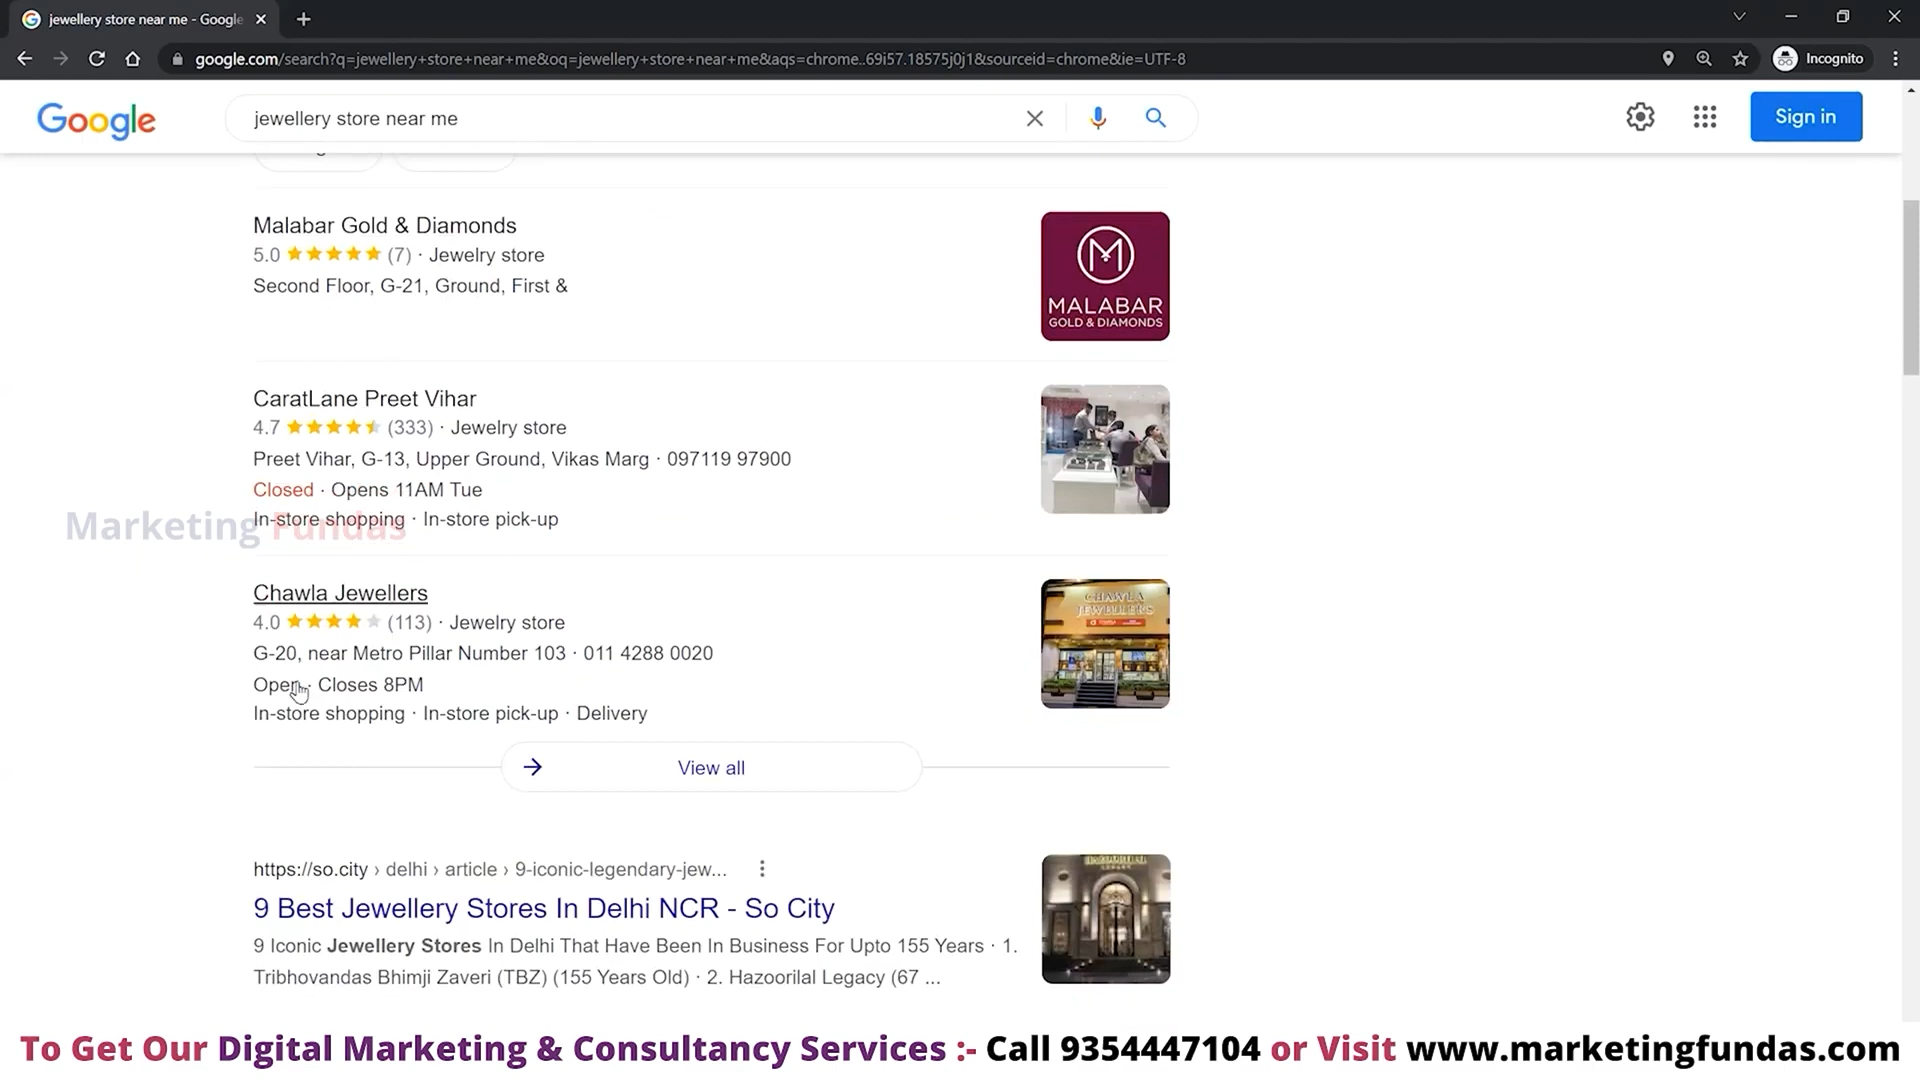 jewellery store near me - Google
google.com/search?q=jewellery+store+near+me&oq=jewellery+store+near+me&aqs=chrome..69i57.18575j0j1&sourceid=chrome&ie=UTF-8
Incognito
Google
jewellery store near me
Sign in
Malabar Gold & Diamonds
5.0 (7) · Jewelry store
Second Floor, G-21, Ground, First &
MALABAR
GOLD & DIAMONDS
CaratLane Preet Vihar
4.7 (333) · Jewelry store
Preet Vihar, G-13, Upper Ground, Vikas Marg · 097119 97900
Closed · Opens 11AM Tue
In-store shopping · In-store pick-up
Marketing Fundas
Chawla Jewellers
4.0 (113) · Jewelry store
G-20, near Metro Pillar Number 103 · 011 4288 0020
Open · Closes 8PM
In-store shopping · In-store pick-up · Delivery
CHAWLA
JEWELLERS
View all
https://so.city › delhi › article › 9-iconic-legendary-jew...
9 Best Jewellery Stores In Delhi NCR - So City
9 Iconic Jewellery Stores In Delhi That Have Been In Business For Upto 155 Years · 1.
Tribhovandas Bhimji Zaveri (TBZ) (155 Years Old) · 2. Hazoorilal Legacy (67 ...
To Get Our Digital Marketing & Consultancy Services :- Call 9354447104 or Visit www.marketingfundas.com